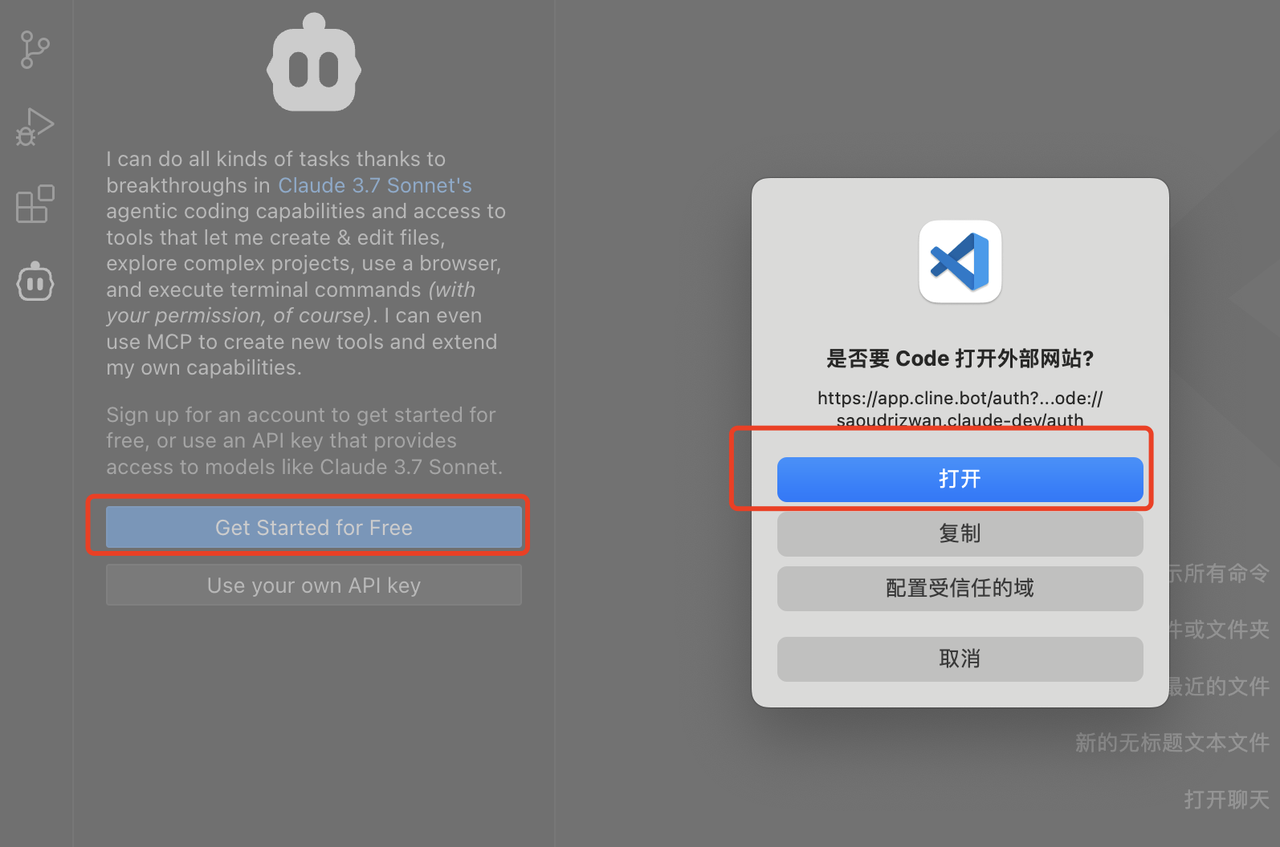 I can do all kinds of tasks thanks to
breakthroughs in Claude 3.7 Sonnet's
agentic coding capabilities and access to
tools that let me create & edit files,
explore complex projects, use a browser,
and execute terminal commands (with
your permission, of course). I can even
use MCP to create new tools and extend
my own capabilities.
Sign up for an account to get started for
free, or use an API key that provides
access to models like Claude 3.7 Sonnet.
Get Started for Free
Use your own API key
是否要 Code 打开外部网站?
https://app.cline.bot/auth?...ode://
saoudrizwan.claude-dev/auth
打开
复制
配置受信任的域
取消
示所有命令
件或文件夹
最近的文件
新的无标题文本文件
打开聊天